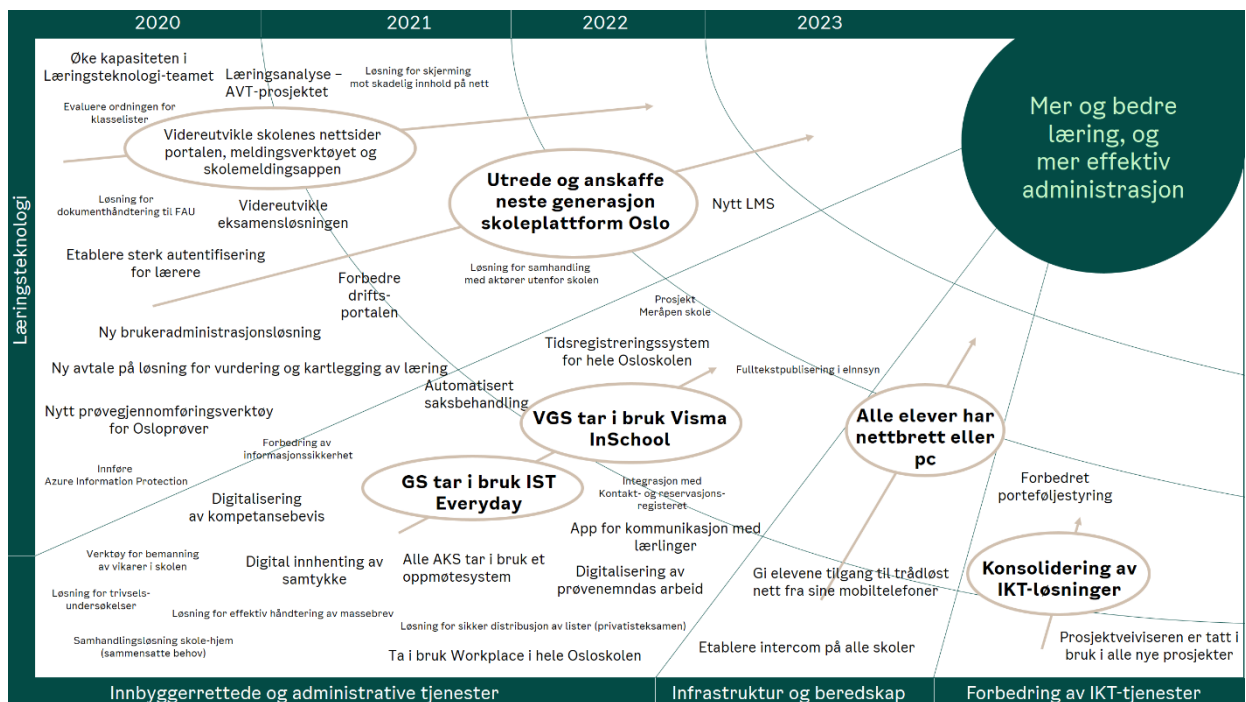 2020
2021
2022
2023
Øke kapasiteten i
Læringsteknologi-teamet
Læringsanalyse –
AVT-prosjektet
Løsning for skjerming
mot skadelig innhold på nett
Evaluere ordningen for
klasselister
Videreutvikle skolenes nettsider
portalen, meldingsverktøyet og
skolemeldingsappen
Mer og bedre
læring, og
mer effektiv
administrasjon
Utrede og anskaffe
neste generasjon
skoleplattform Oslo
Nytt LMS
Løsning for
dokumenthåndtering til FAU
Videreutvikle
eksamensløsningen
Etablere sterk autentifisering
for lærere
Løsning for samhandling
med aktører utenfor skolen
Forbedre
drifts-
portalen
Læringsteknologi
Ny brukeradministrasjonsløsning
Prosjekt
Meråpen skole
Tidsregistreringssystem
for hele Osloskolen
Ny avtale på løsning for vurdering og kartlegging av læring
Fulltekstpublisering i eInnsyn
Automatisert
saksbehandling
Nytt prøvegjennomføringsverktøy
for Osloprøver
VGS tar i bruk Visma
InSchool
Alle elever har
nettbrett eller
pc
Forbedring av
informasjonssikkerhet
Innføre
Azure Information Protection
GS tar i bruk IST
Everyday
Integrasjon med
Kontakt- og reservasjons-
registeret
Forbedret
porteføljestyring
Digitalisering
av kompetansebevis
App for kommunikasjon med
lærlinger
Verktøy for bemanning
av vikarer i skolen
Digital innhenting av
samtykke
Alle AKS tar i bruk et
oppmøtesystem
Digitalisering av
prøvenemndas arbeid
Gi elevene tilgang til trådløst
nett fra sine mobiltelefoner
Konsolidering av
IKT-løsninger
Løsning for trivsels-
undersøkelser
Løsning for effektiv håndtering av massebrev
Løsning for sikker distribusjon av lister (privatisteksamen)
Samhandlingsløsning skole-hjem
(sammensatte behov)
Ta i bruk Workplace i hele Osloskolen
Etablere intercom på alle skoler
Prosjektveiviseren er tatt i
bruk i alle nye prosjekter
Innbyggerrettede og administrative tjenester
Infrastruktur og beredskap
Forbedring av IKT-tjenester